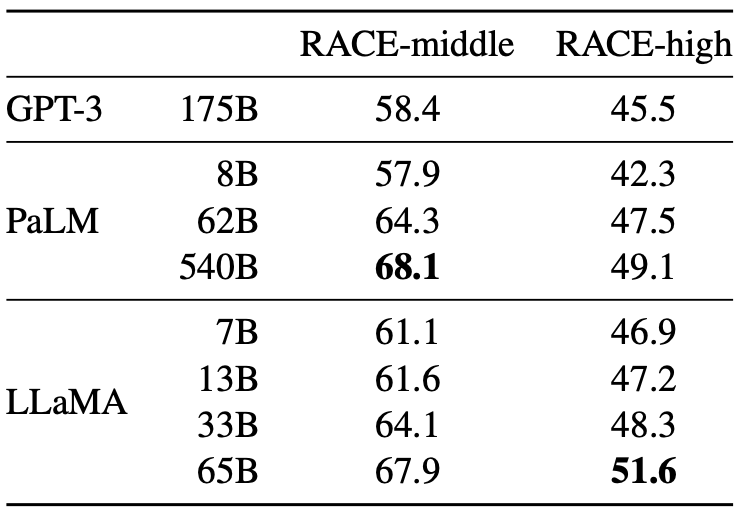 RACE-middle RACE-high
GPT-3 175B 58.4 45.5
8B 57.9 42.3
PaLM 62B 64.3 47.5
540B 68.1 49.1
7B 61.1 46.9
13B 61.6 47.2
LLaMA
33B 64.1 48.3
65B 67.9 51.6